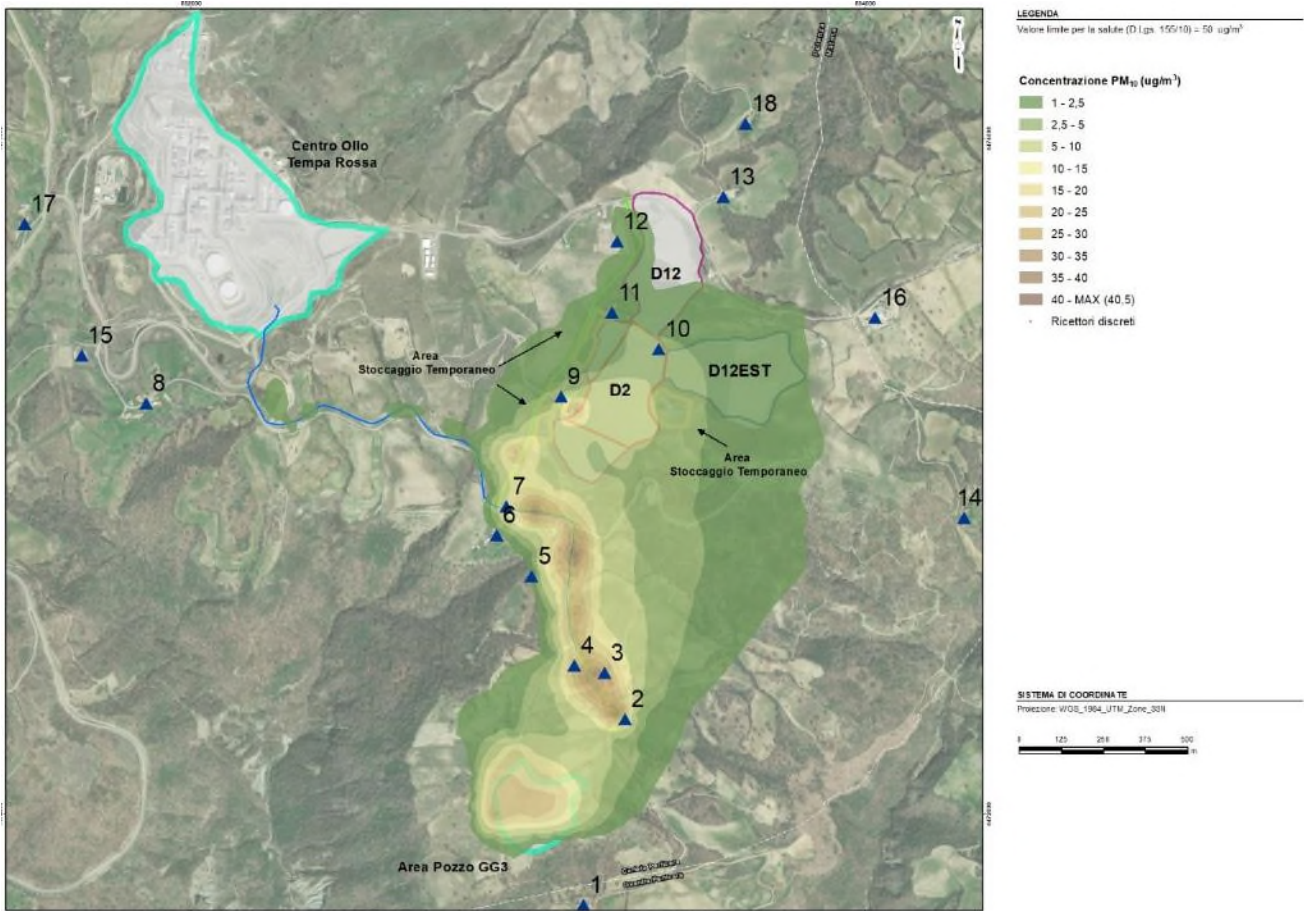 LEGENDA
Valore limite per la salute (D.Lgs. 155/10) = 50 ug/m³
Concentrazione PM₁₀ (ug/m³)
1 - 2,5
2,5 - 5
5 - 10
10 - 15
15 - 20
20 - 25
25 - 30
30 - 35
35 - 40
40 - MAX (40,5)
Ricettori discreti
Centro Olio
Tempa Rossa
18
17
13
12
D12
11
16
10
15
Area
Stoccaggio Temporaneo
D12EST
8
9
D2
Area
Stoccaggio Temporaneo
7
14
6
5
4
3
2
Area Pozzo GG3
1
SISTEMA DI COORDINATE
0 125 250 375 500
m